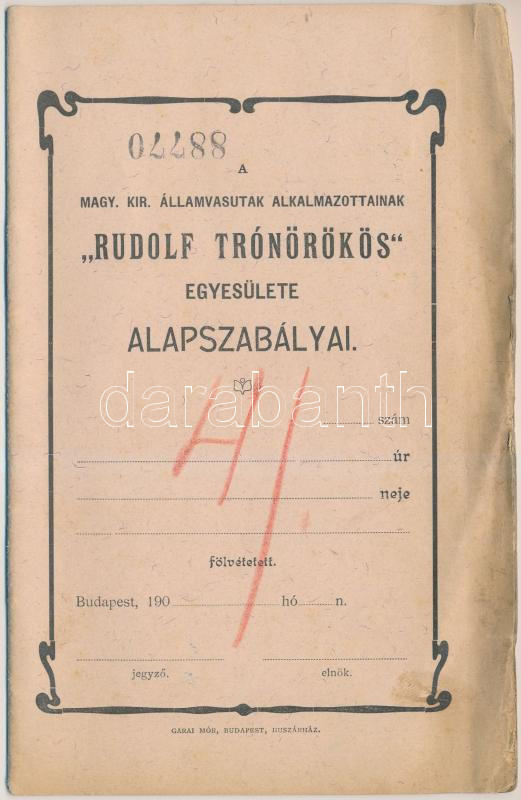 04488
A
MAGY. KIR. ÁLLAMVASUTAK ALKALMAZOTTAINAK
„RUDOLF TRÓNÖRÖKÖS“
EGYESÜLETE
ALAPSZABÁLYAI.
darabanth
szám
úr
neje
fölvétetett.
Budapest, 190 hó n.
jegyző. elnök.
GARAI MÓR, BUDAPEST, HUSZÁRHÁZ.